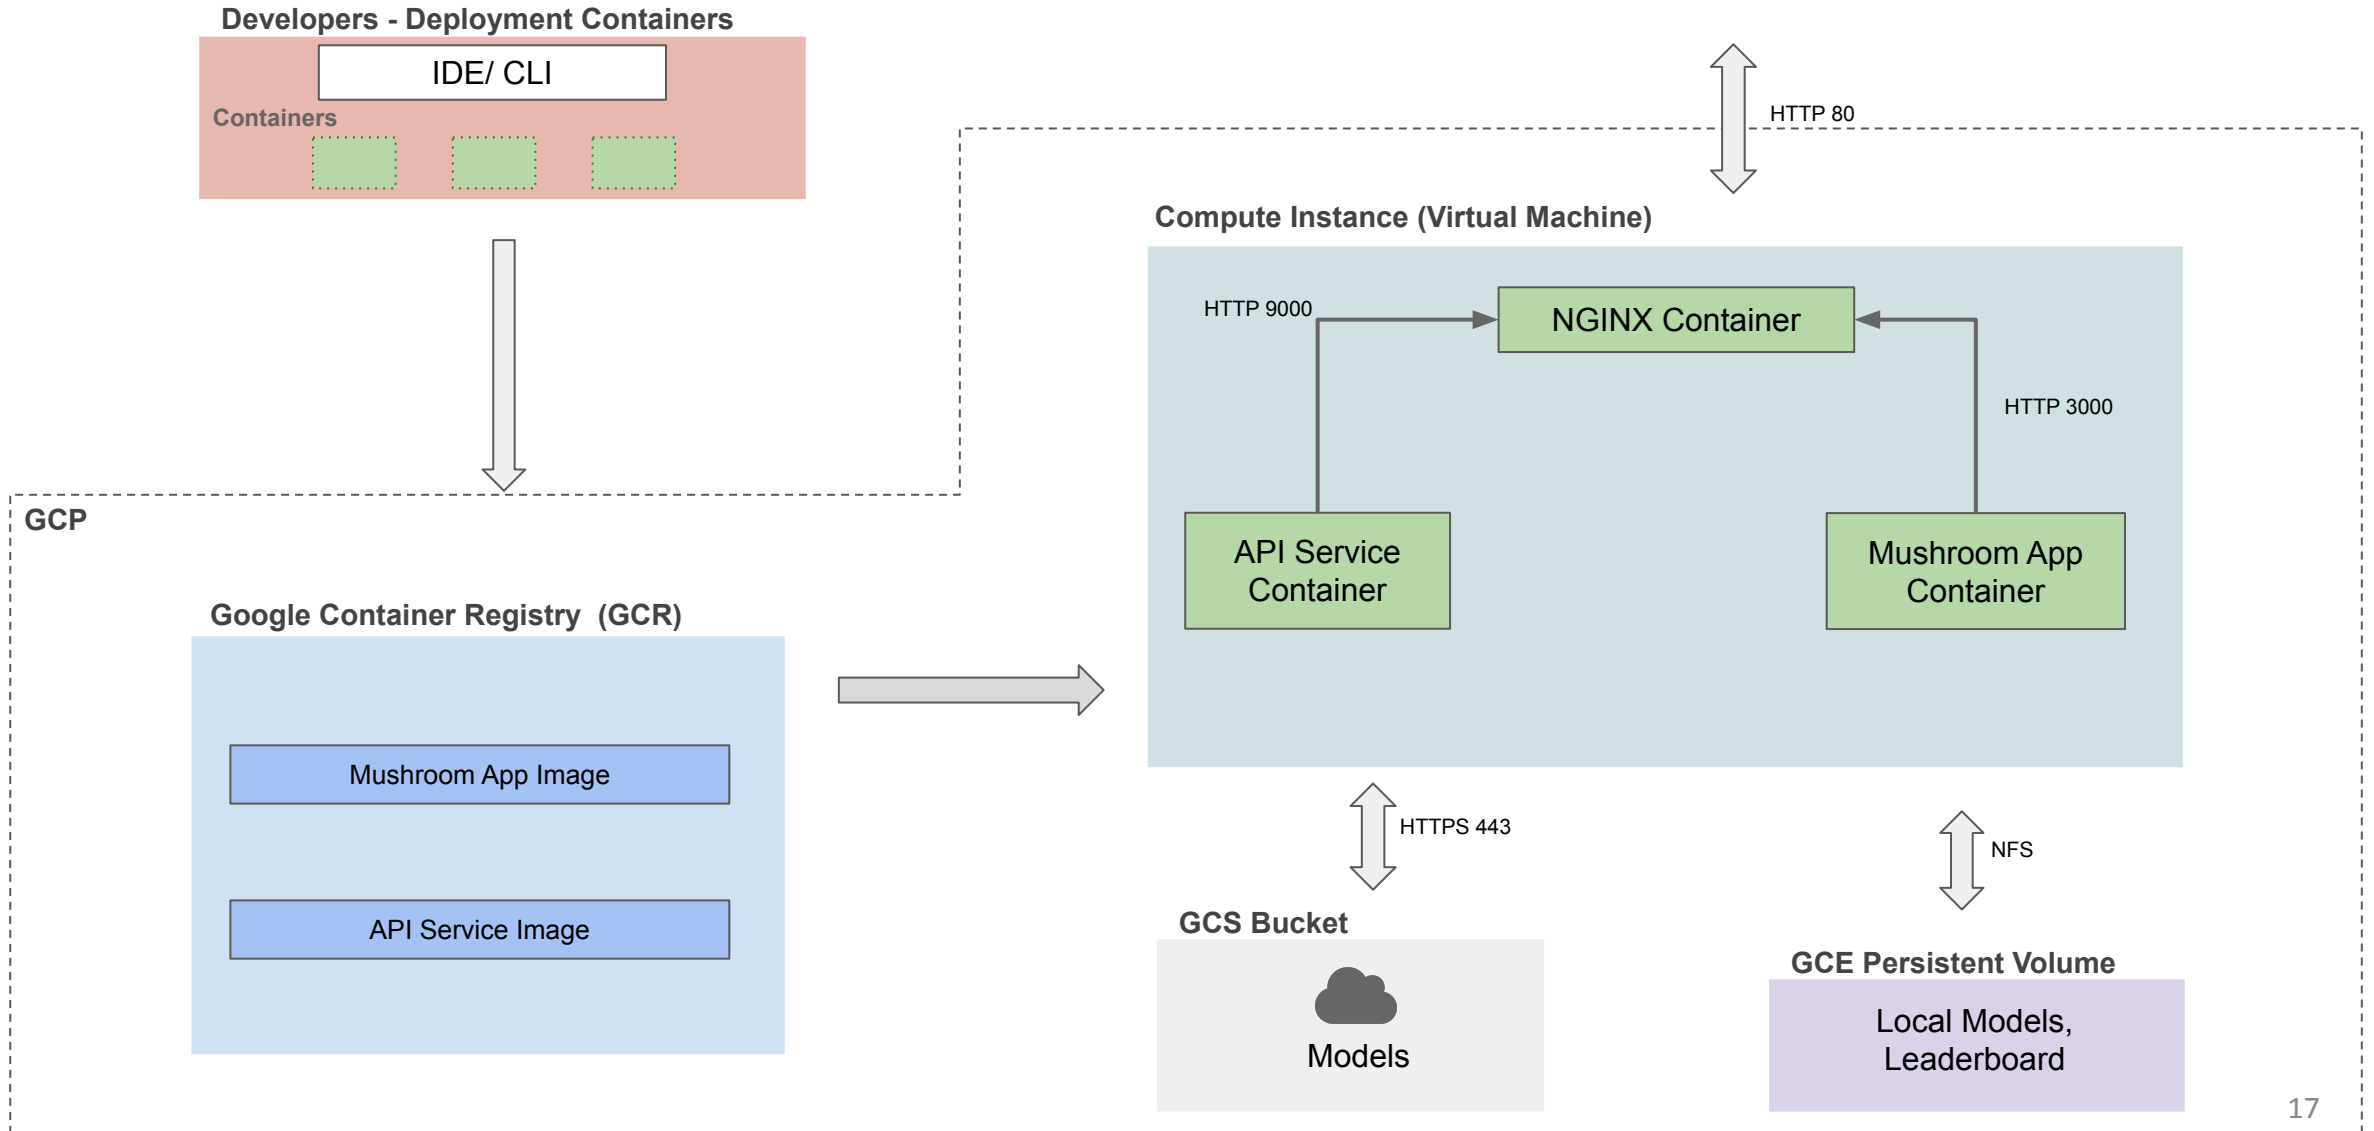 Developers - Deployment Containers
IDE/ CLI
Containers
HTTP 80
Compute Instance (Virtual Machine)
HTTP 9000
NGINX Container
HTTP 3000
GCP
API Service
Container
Mushroom App
Container
Google Container Registry  (GCR)
Mushroom App Image
API Service Image
HTTPS 443
NFS
GCS Bucket
Models
GCE Persistent Volume
Local Models,
Leaderboard
17